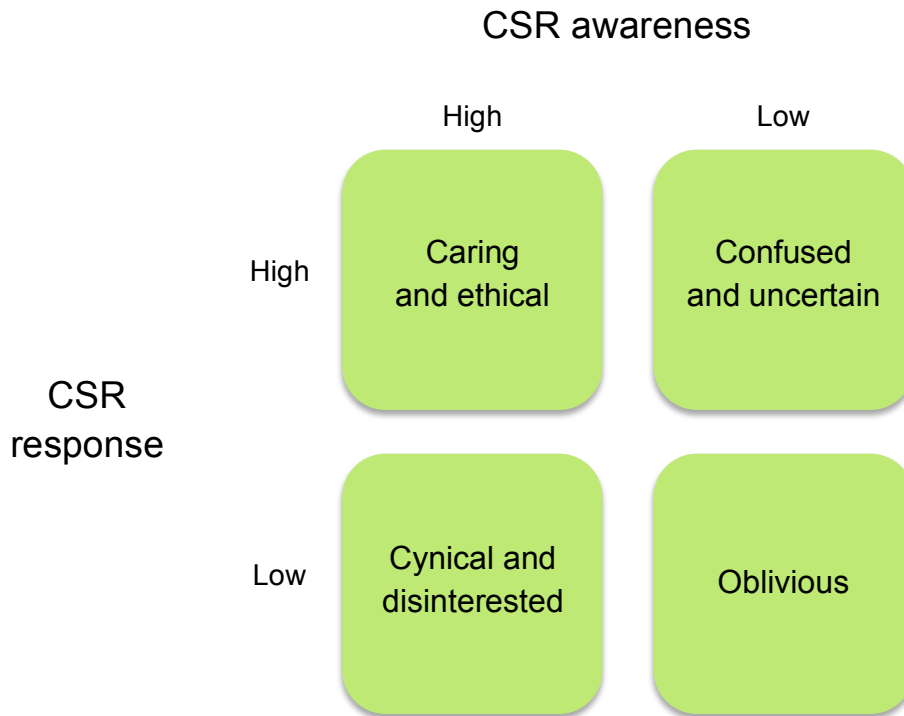 CSR awareness
High Low
High
Caring
and ethical
Confused
and uncertain
CSR
response
Low
Cynical and
disinterested
Oblivious